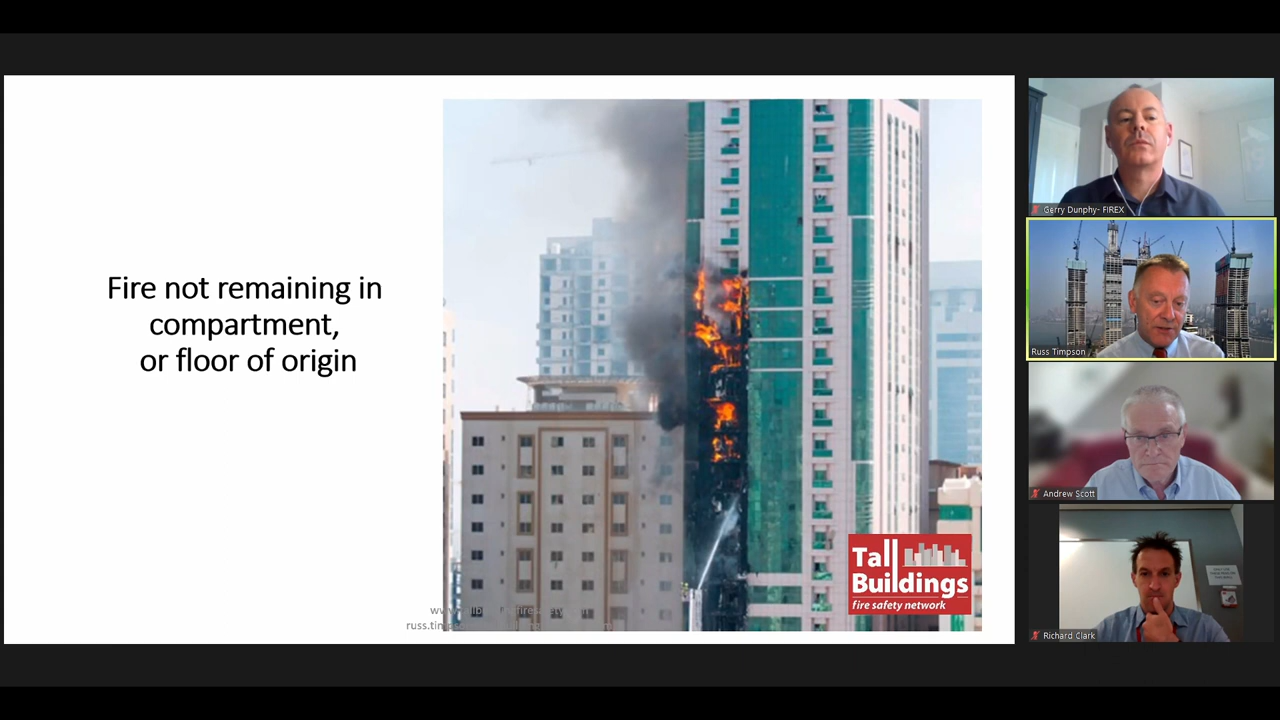 Fire not remaining in
compartment,
or floor of origin
Tall
Buildings
fire safety network
Gerry Dunphy- FIREX
Russ Timpson
Andrew Scott
Richard Clark